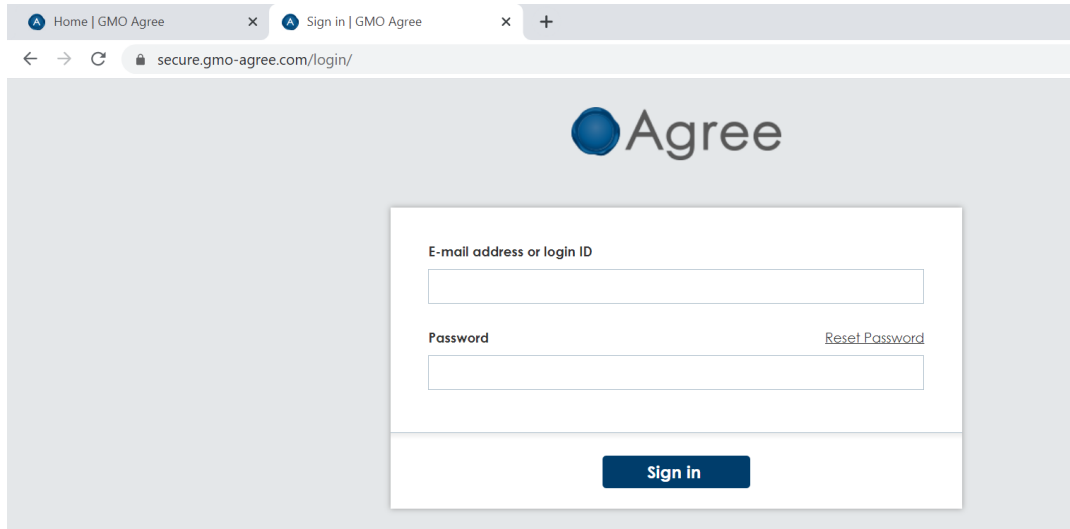 Home | GMO Agree
Sign in | GMO Agree
secure.gmo-agree.com/login/
Agree
E-mail address or login ID
Password
Reset Password
Sign in